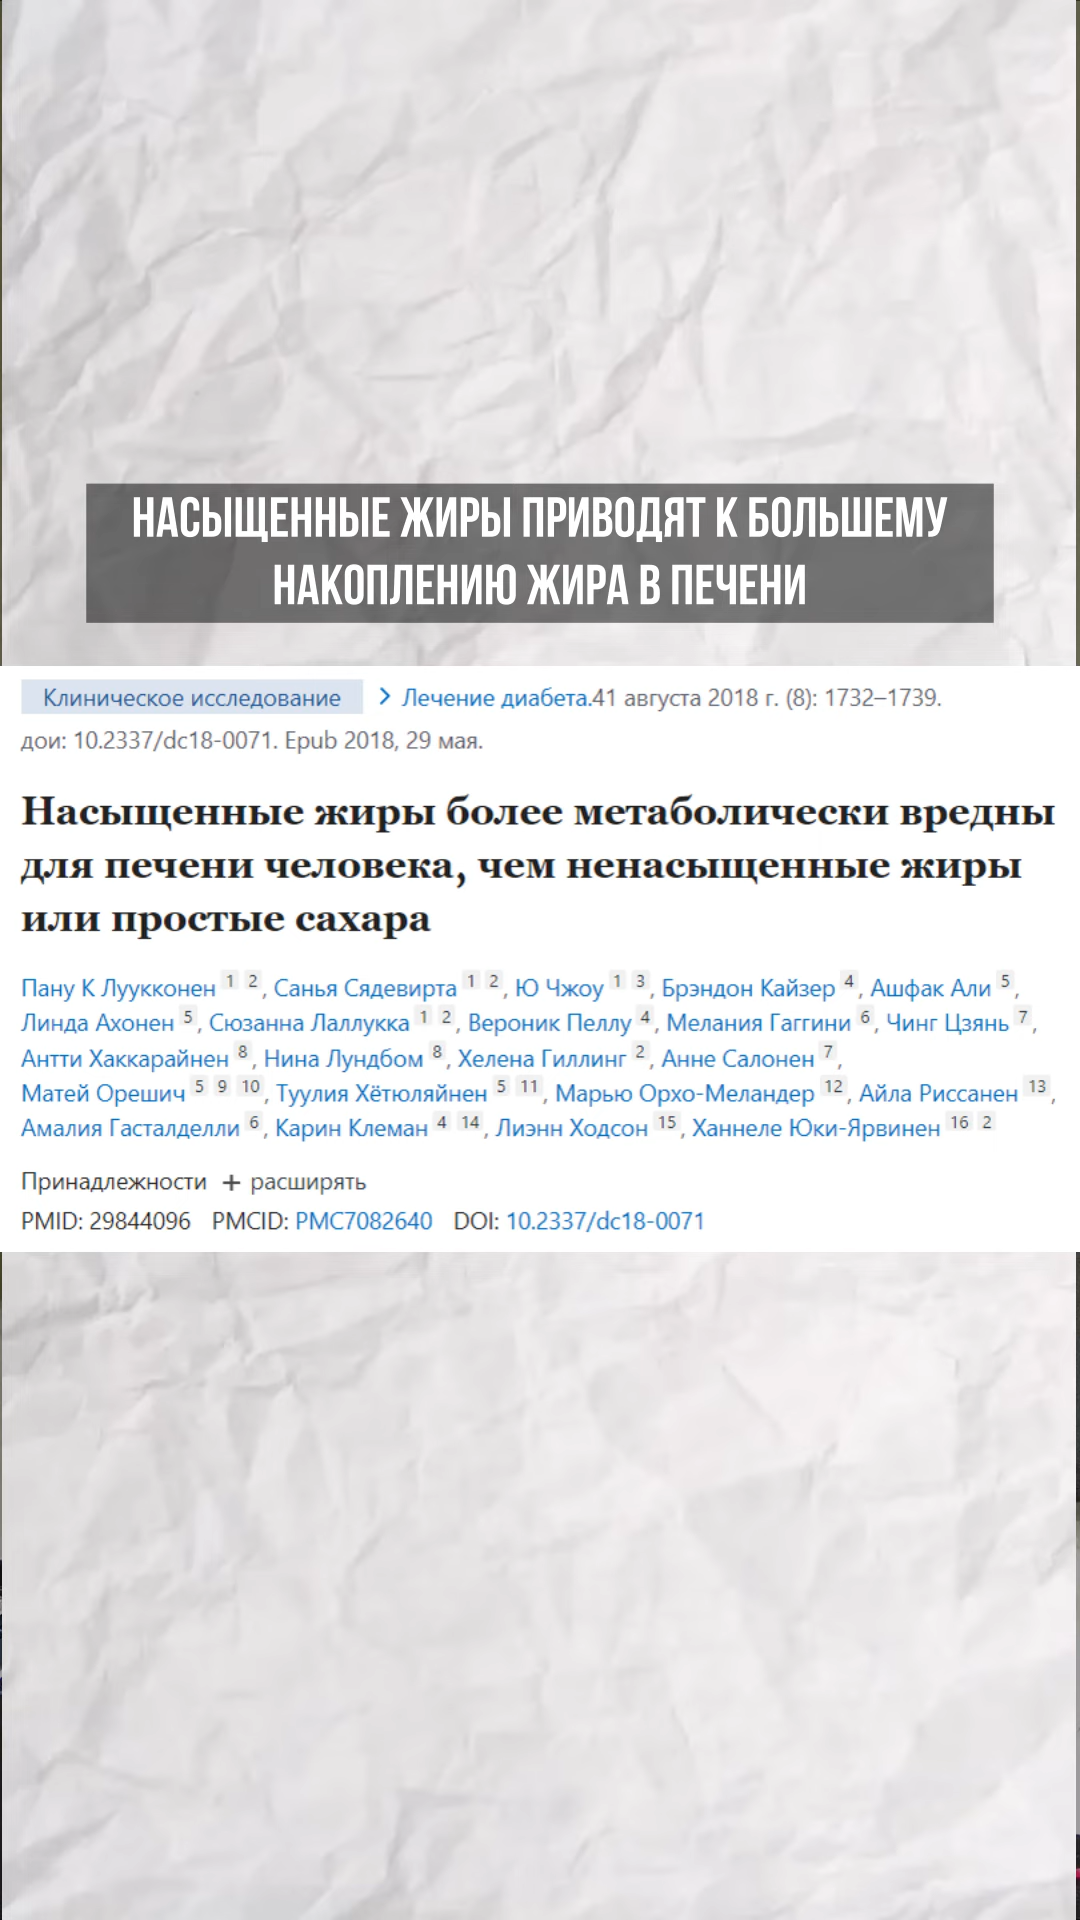 НАСЫЩЕННЫЕ ЖИРЫ ПРИВОДЯТ К БОЛЬШЕМУ
НАКОПЛЕНИЮ ЖИРА В ПЕЧЕНИ
Клиническое исследование > Лечение диабета.41 августа 2018 г. (8): 1732–1739.
дои: 10.2337/dc18-0071. Epub 2018, 29 мая.
Насыщенные жиры более метаболически вредны
для печени человека, чем ненасыщенные жиры
или простые сахара
Пану К Луукконен 1 2, Санья Сядевирта 1 2, Ю Чжоу 1 3, Брэндон Кайзер 4, Ашфак Али 5,
Линда Ахонен 5, Сюзанна Лаллукка 1 2, Вероник Пеллу 4, Мелания Гаггини 6, Чинг Цзянь 7,
Антти Хаккарайнен 8, Нина Лундбом 8, Хелена Гиллинг 2, Анне Салонен 7,
Матей Орешич 5 9 10, Туулия Хётюляйнен 5 11, Марью Орхо-Меландер 12, Айла Риссанен 13,
Амалия Гасталделли 6, Карин Клеман 4 14, Лиэнн Ходсон 15, Ханнеле Юки-Ярвинен 16 2
Принадлежности + расширять
PMID: 29844096 PMCID: PMC7082640 DOI: 10.2337/dc18-0071